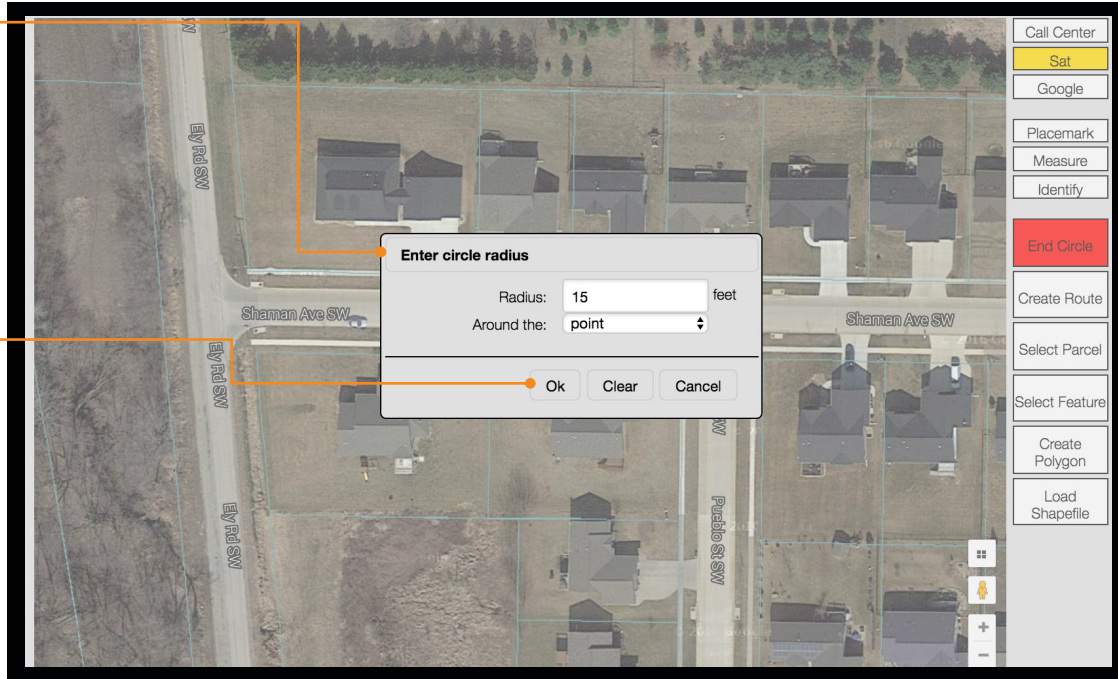 Call Center
Sat
Google
Placemark
Measure
Identify
End Circle
Create Route
Select Parcel
Select Feature
Create
Polygon
Load
Shapefile
Ely Rd SW
Shaman Ave SW
Shaman Ave SW
Ely Rd SW
Ely Rd SW
Pueblo St SW
SW
Enter circle radius
Radius: 15 feet
Around the: point
Ok Clear Cancel